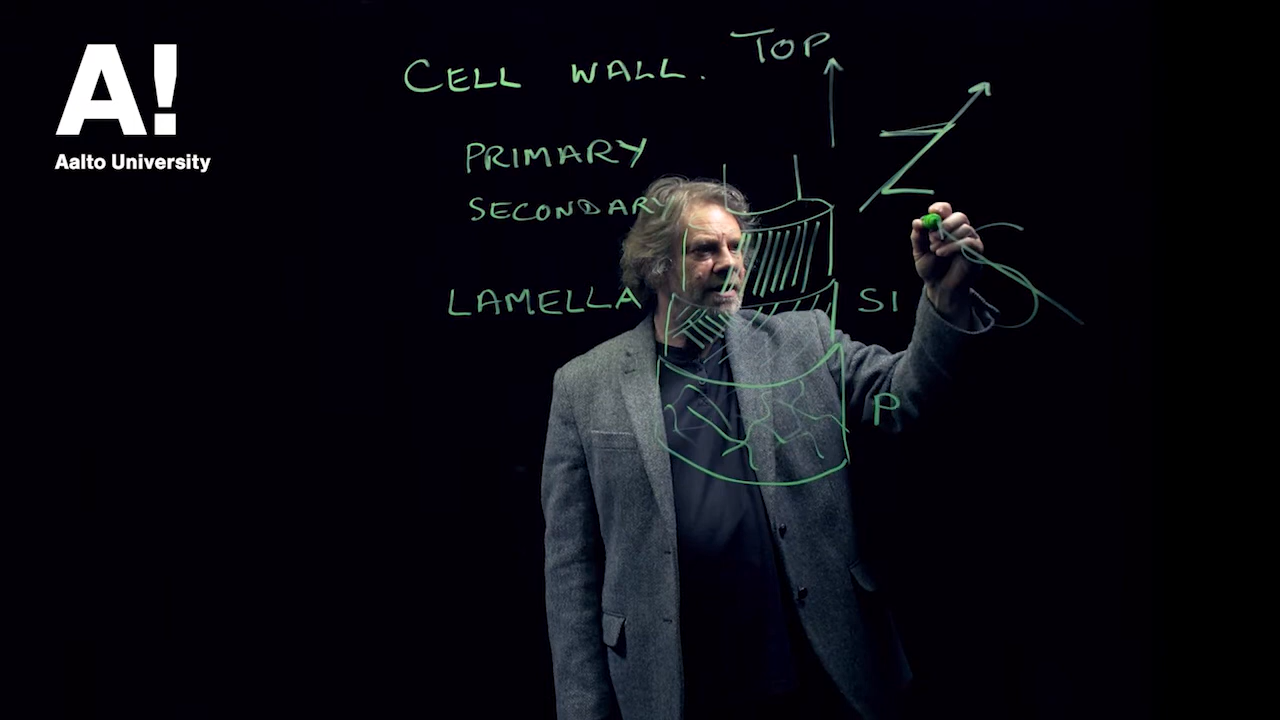 A!
Aalto University
CELL WALL.
TOP
PRIMARY
SECONDARY
LAMELLA
Z
S
S1
P